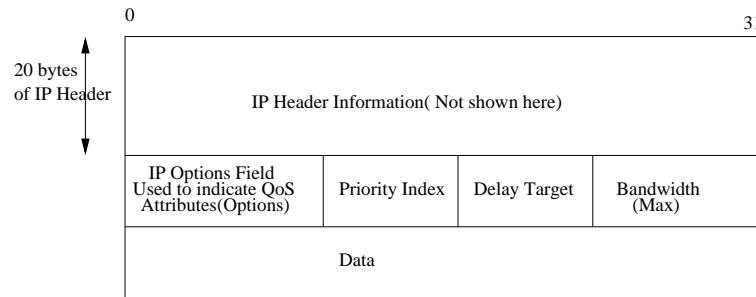 0
31
20 bytes
of IP Header
IP Header Information( Not shown here)
IP Options Field
Used to indicate QoS
Attributes(Options)
Priority Index
Delay Target
Bandwidth
(Max)
Data